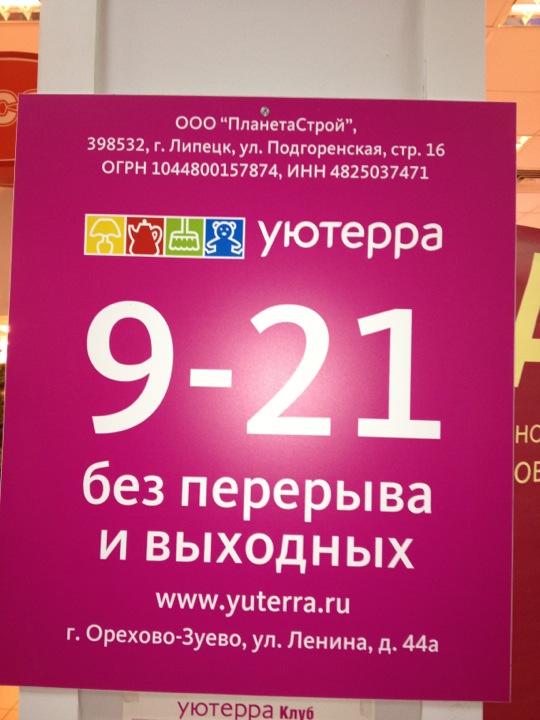 ООО "ПланетаСтрой",
398532, г. Липецк, ул. Подгоренская, стр. 16
ОГРН 1044800157874, ИНН 4825037471
уютерра
9-21
без перерыва
и выходных
www.yuterra.ru
г. Орехово-Зуево, ул. Ленина, д. 44а
уютерра Клуб